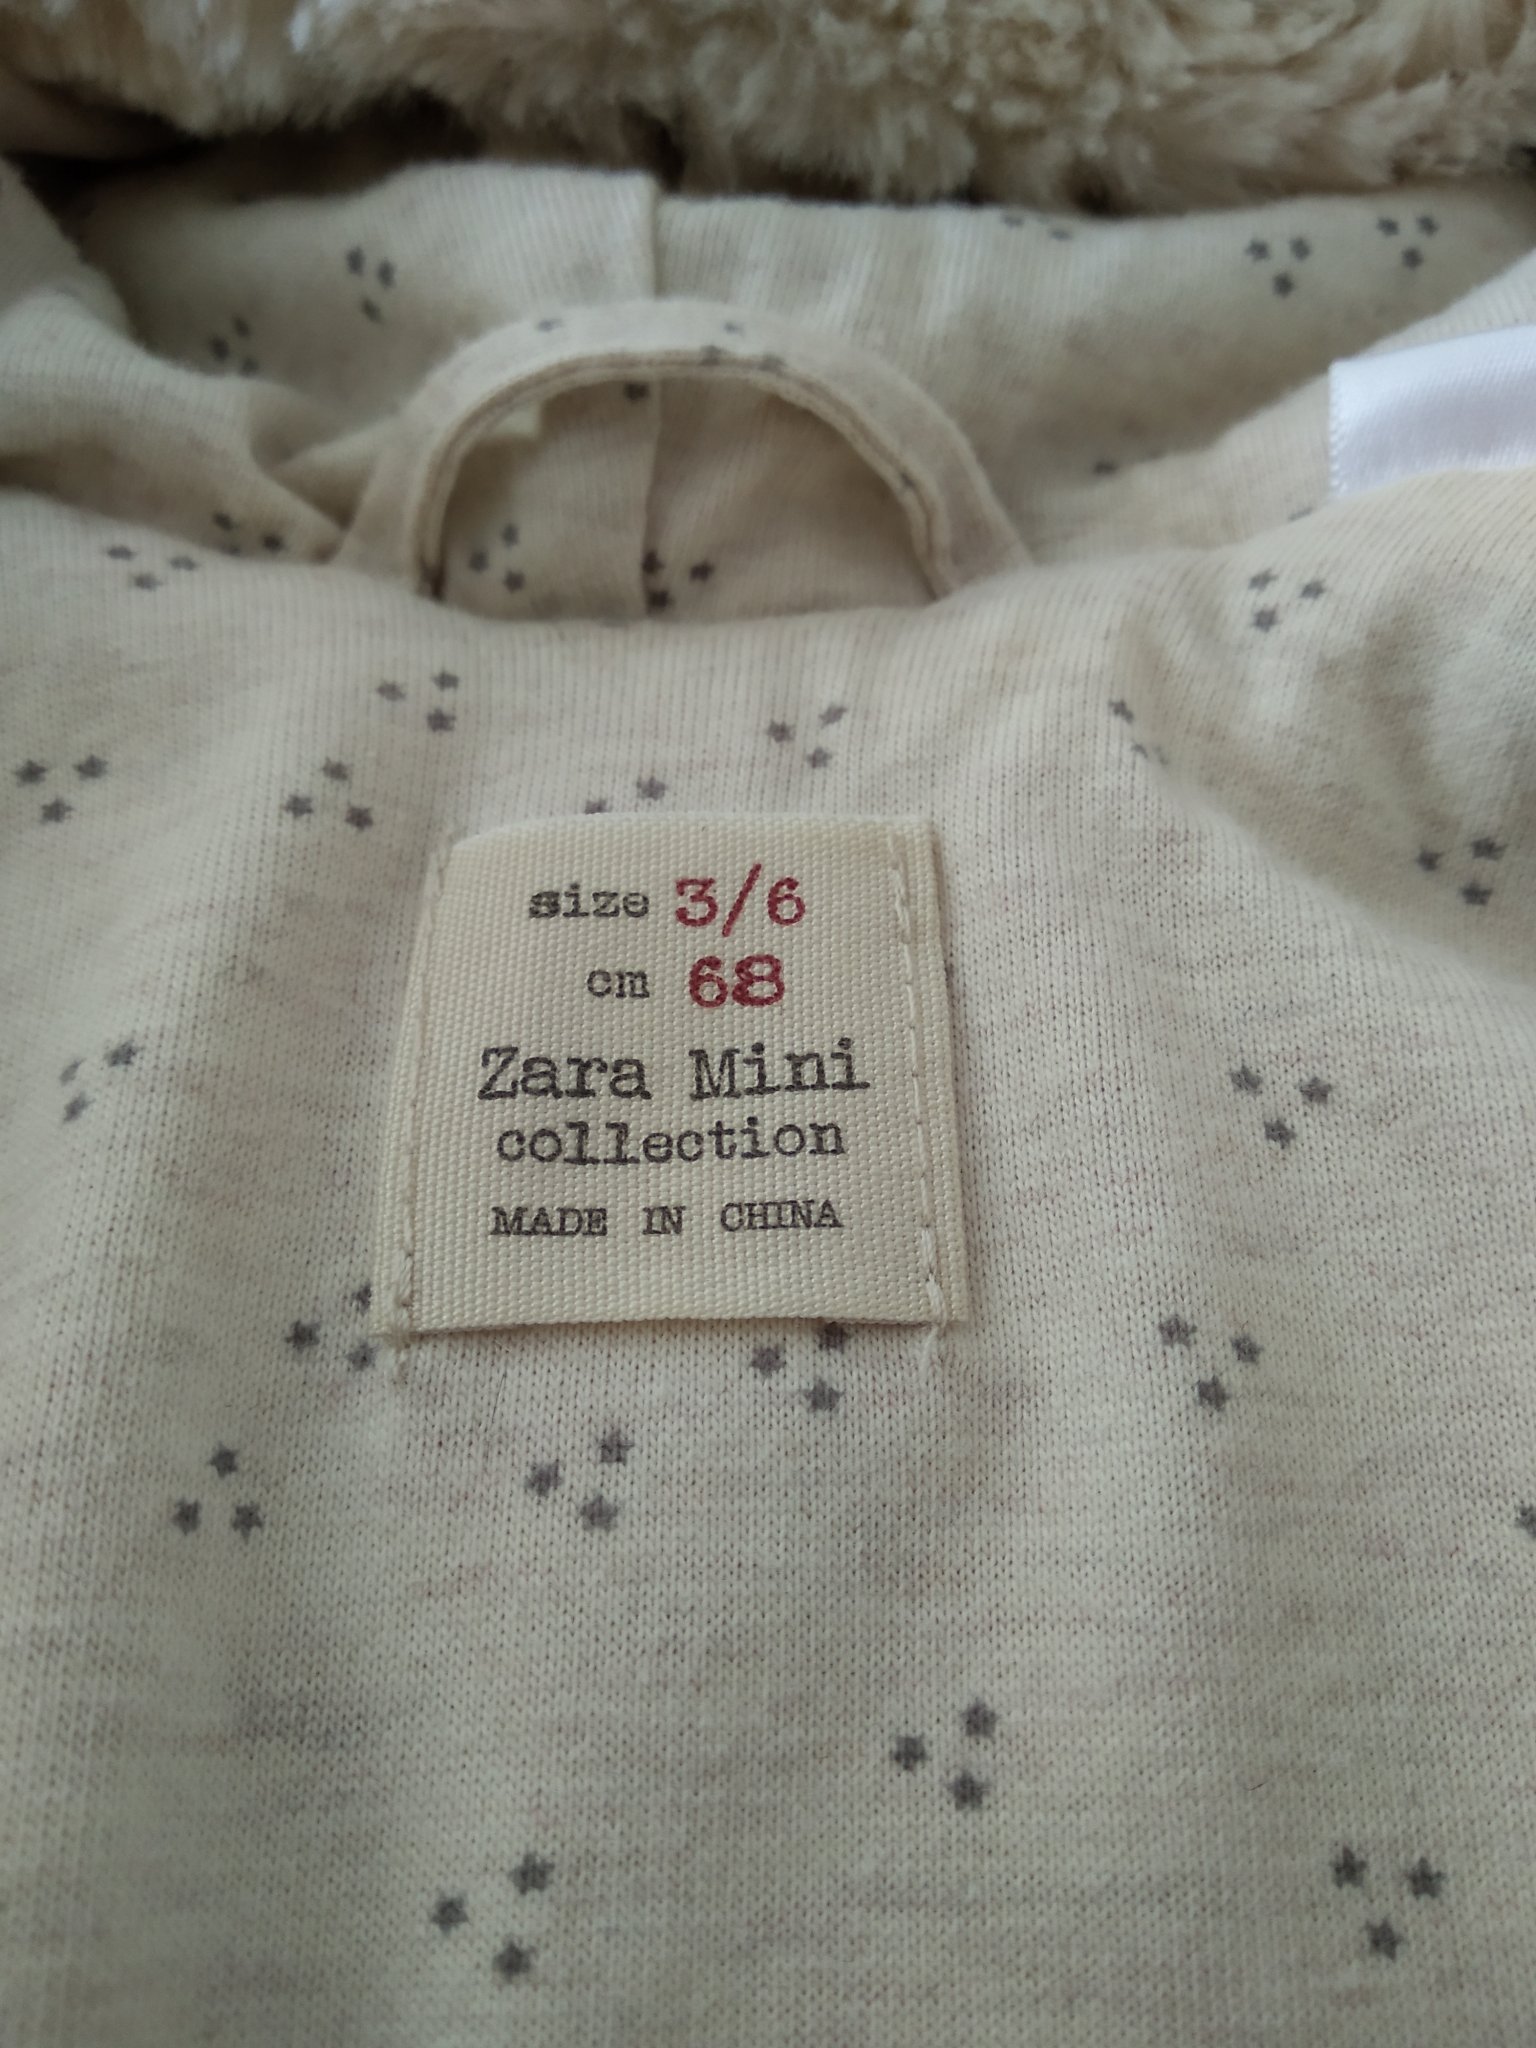 size 3/6
cm 68
Zara Mini
collection
MADE IN CHINA